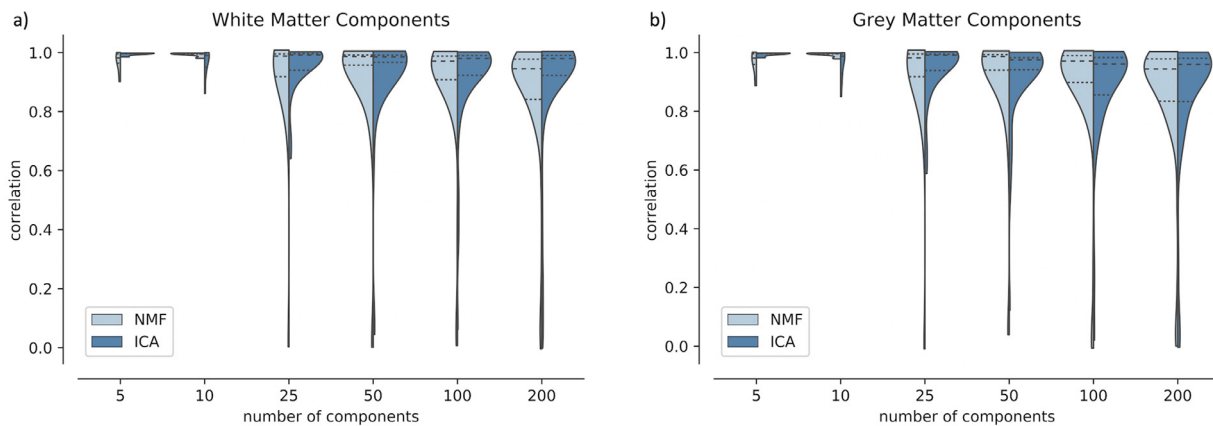 a)
White Matter Components
correlation
1.0
0.8
0.6
0.4
0.2
0.0
NMF
ICA
5 10 25 50 100 200
number of components
b)
Grey Matter Components
correlation
1.0
0.8
0.6
0.4
0.2
0.0
NMF
ICA
5 10 25 50 100 200
number of components